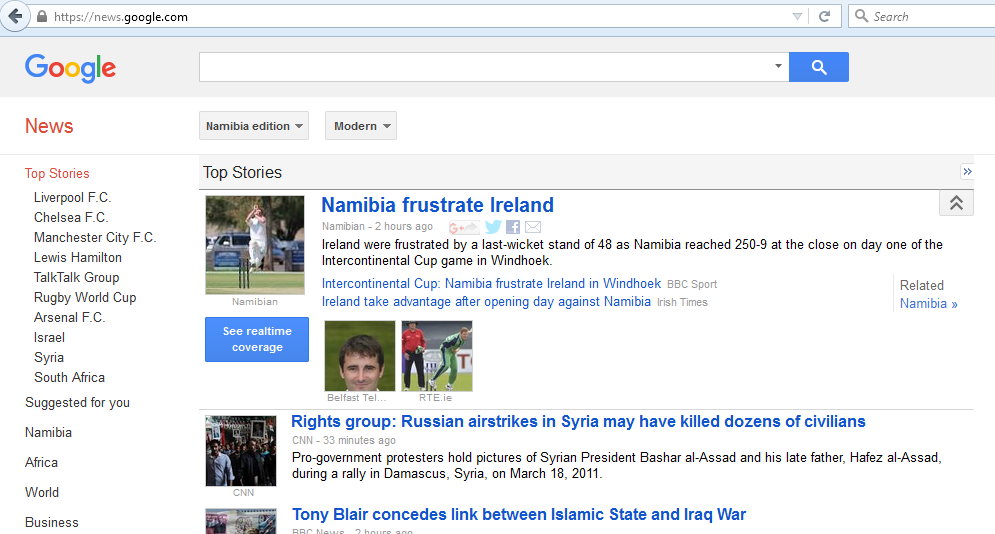 https://news.google.com
Search
Google
News
Namibia edition
Modern
Top Stories
Liverpool F.C.
Chelsea F.C.
Manchester City F.C.
Lewis Hamilton
TalkTalk Group
Rugby World Cup
Arsenal F.C.
Israel
Syria
South Africa
Suggested for you
Namibia
Africa
World
Business
Top Stories
Namibia frustrate Ireland
Namibian - 2 hours ago
Ireland were frustrated by a last-wicket stand of 48 as Namibia reached 250-9 at the close on day one of the
Intercontinental Cup game in Windhoek.
Namibian
Intercontinental Cup: Namibia frustrate Ireland in Windhoek BBC Sport
Ireland take advantage after opening day against Namibia Irish Times
Related
Namibia »
See realtime
coverage
Belfast Tel...
RTE.ie
Rights group: Russian airstrikes in Syria may have killed dozens of civilians
CNN - 33 minutes ago
Pro-government protesters hold pictures of Syrian President Bashar al-Assad and his late father, Hafez al-Assad,
during a rally in Damascus, Syria, on March 18, 2011.
CNN
Tony Blair concedes link between Islamic State and Iraq War
BBC News - 2 hours ago